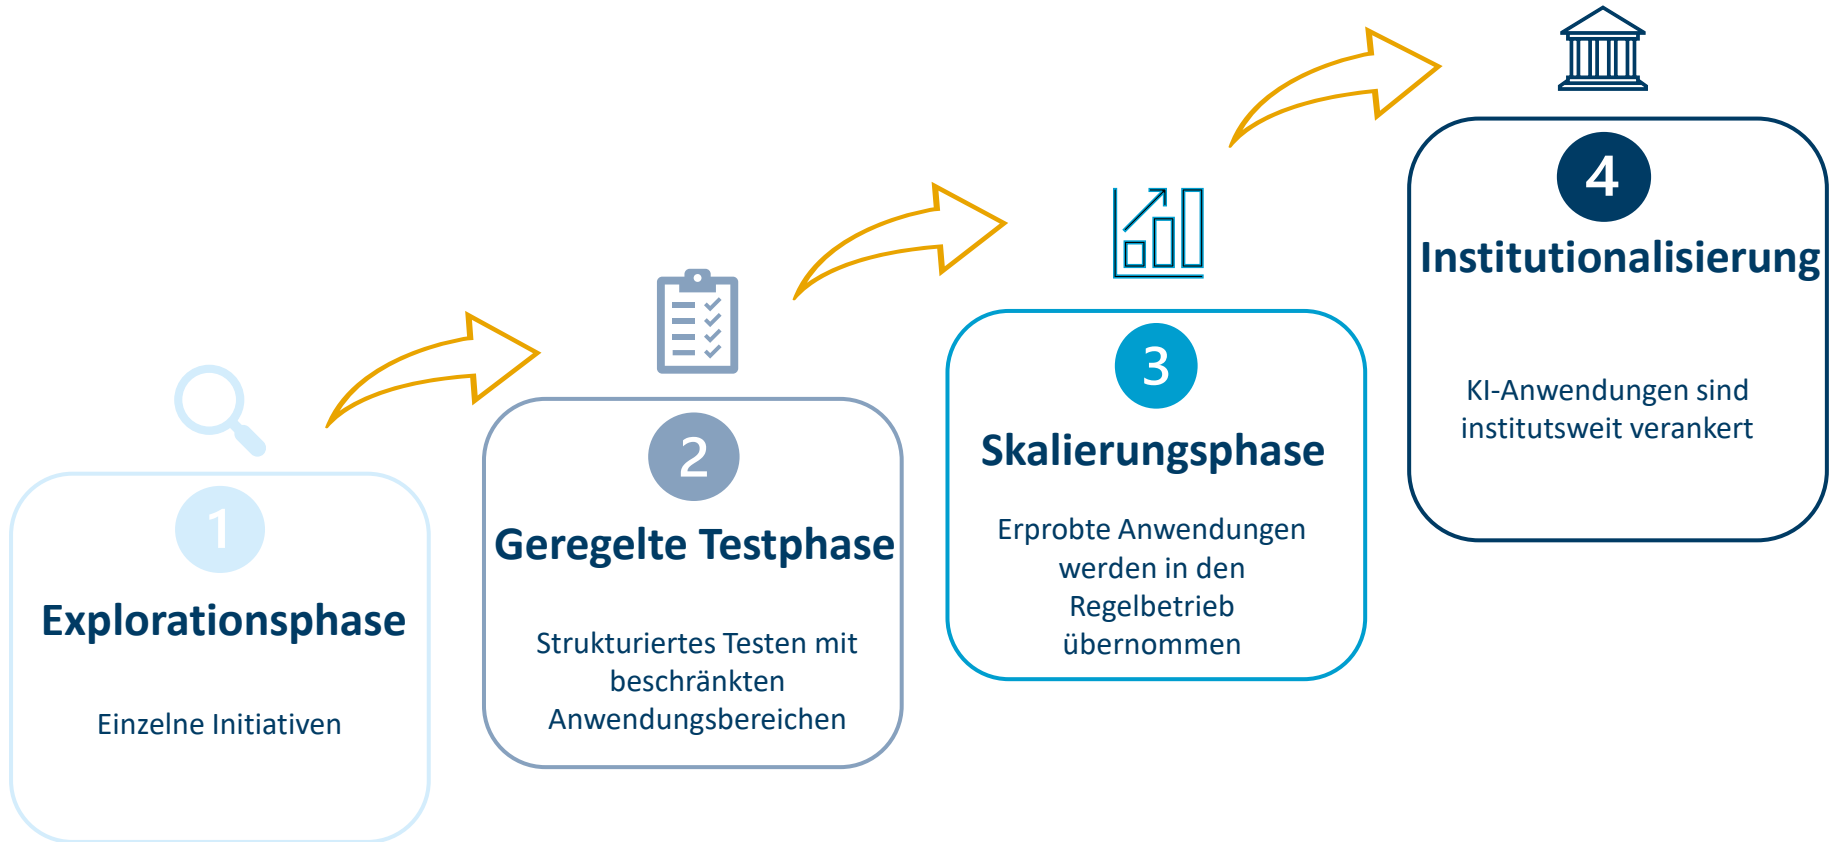 1
Explorationsphase
Einzelne Initiativen
2
Geregelte Testphase
Strukturiertes Testen mit
beschränkten
Anwendungsbereichen
3
Skalierungsphase
Erprobte Anwendungen
werden in den
Regelbetrieb
übernommen
4
Institutionalisierung
KI-Anwendungen sind
institutsweit verankert